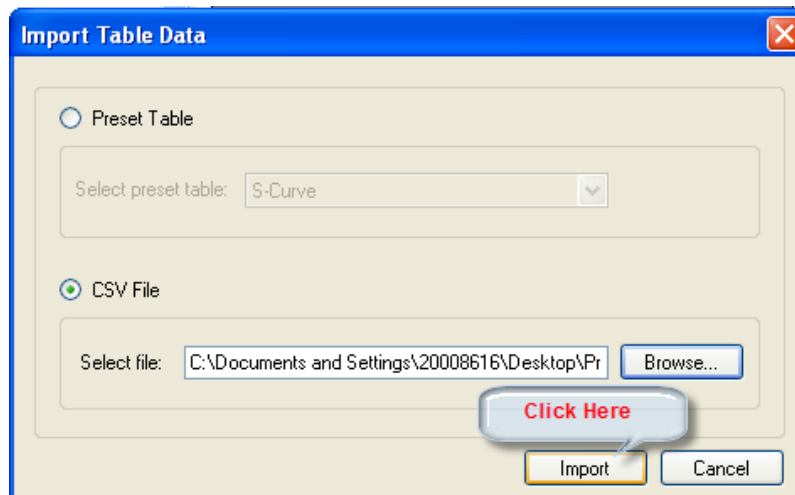 Import Table Data
Preset Table
Select preset table: S-Curve
CSV File
Select file: C:\Documents and Settings\20008616\Desktop\Pr Browse...
Click Here
Import Cancel